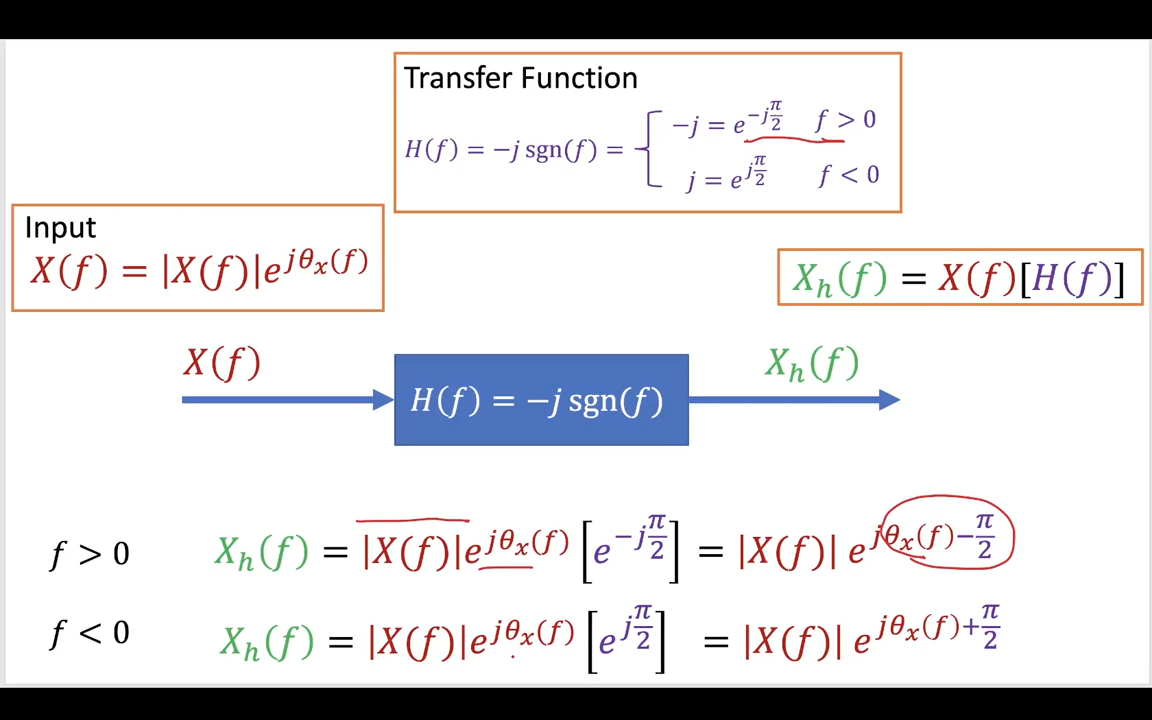 Transfer Function
H(f) = −j sgn(f) = { −j = e^{−jπ/2} f > 0
j = e^{jπ/2} f < 0
Input
X(f) = |X(f)|e^{jθ_x(f)}
X_h(f) = X(f)[H(f)]
X(f)
X_h(f)
H(f) = −j sgn(f)
f > 0 X_h(f) = |X(f)|e^{jθ_x(f)} [e^{−jπ/2}] = |X(f)| e^{jθ_x(f)−π/2}
f < 0 X_h(f) = |X(f)|e^{jθ_x(f)} [e^{jπ/2}] = |X(f)| e^{jθ_x(f)+π/2}